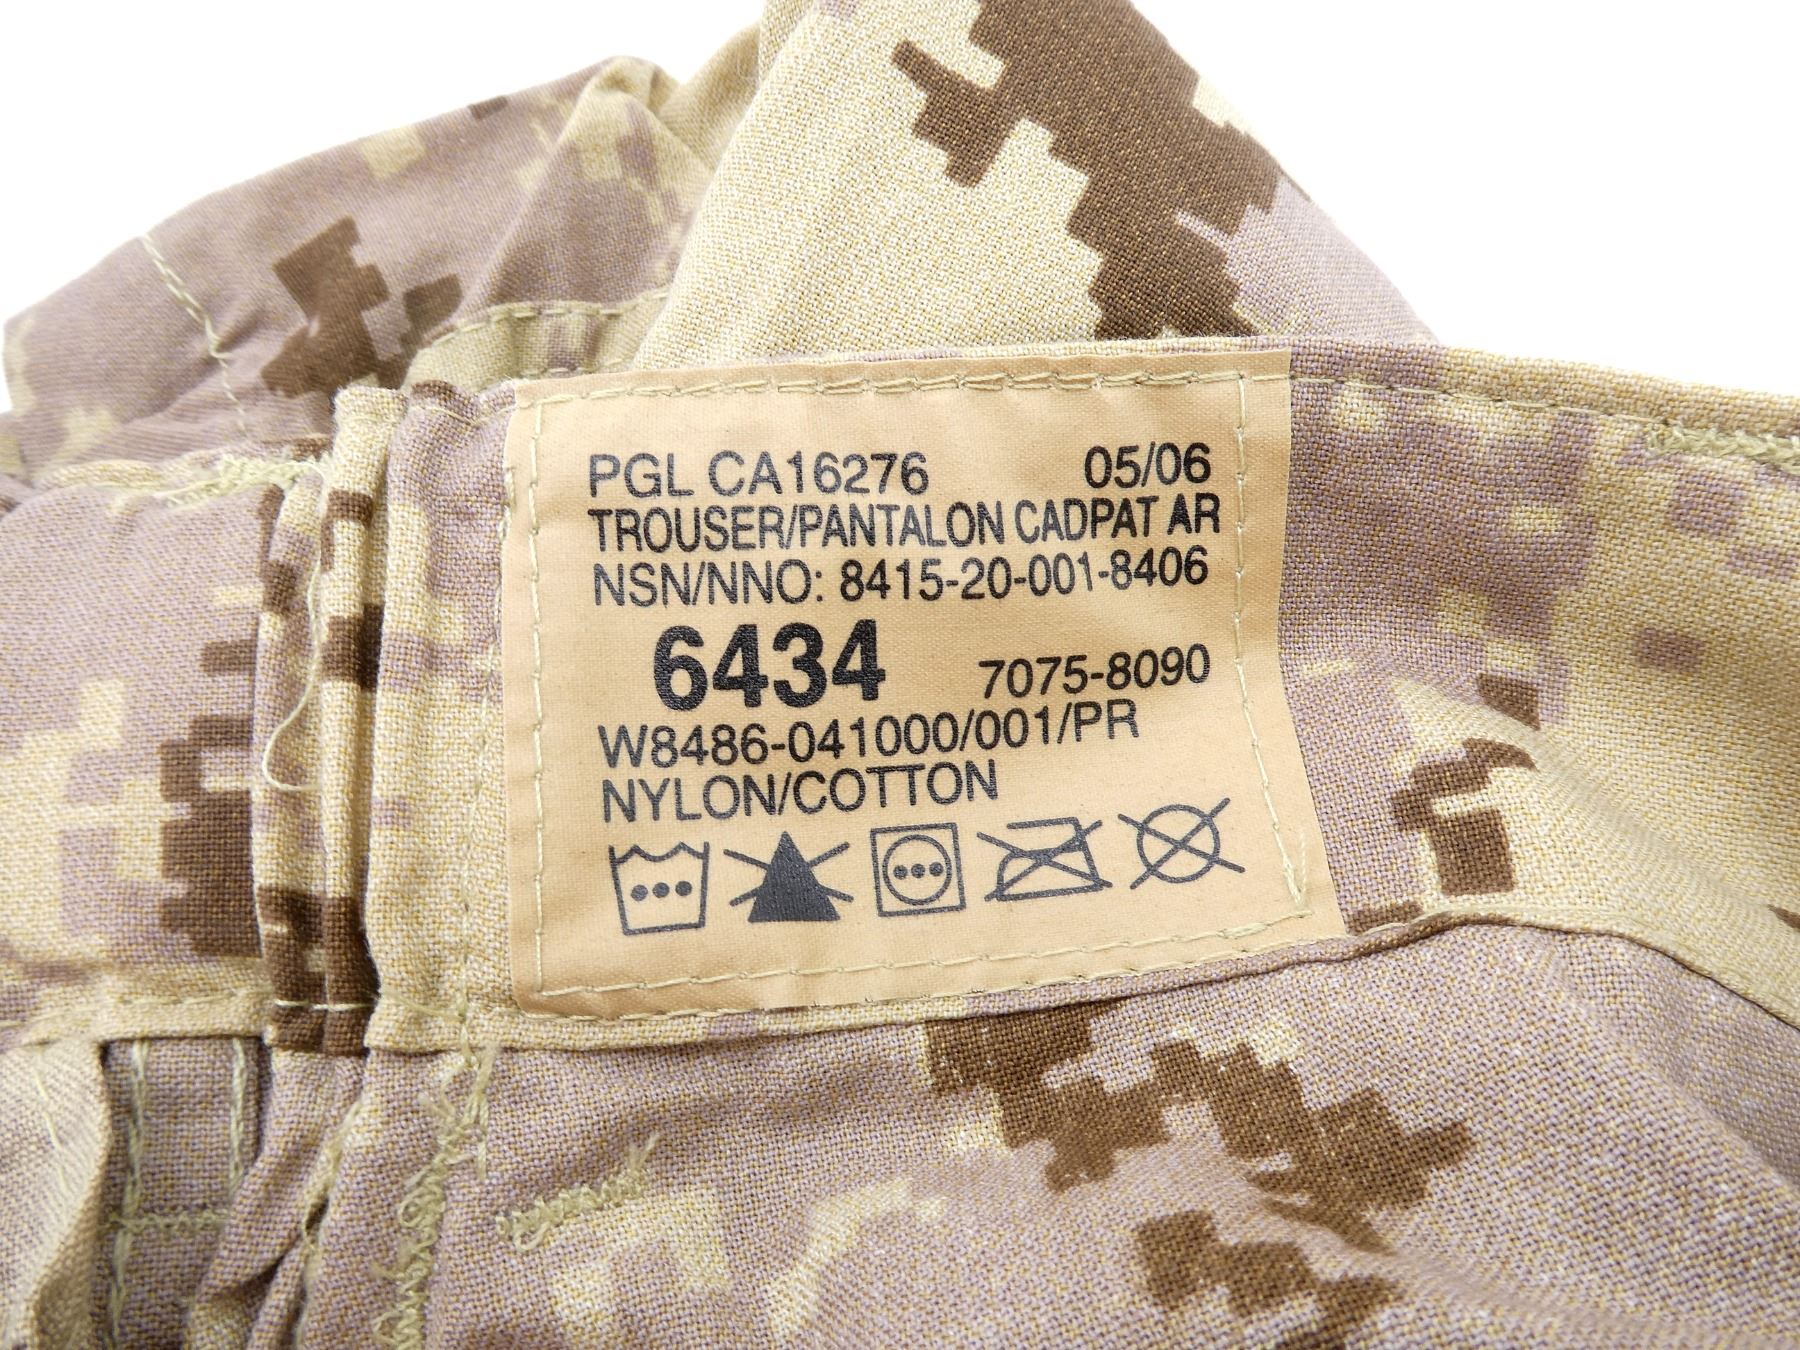 PGL CA16276 05/06
TROUSER/PANTALON CADPAT AR
NSN/NNO: 8415-20-001-8406
6434 7075-8090
W8486-041000/001/PR
NYLON/COTTON